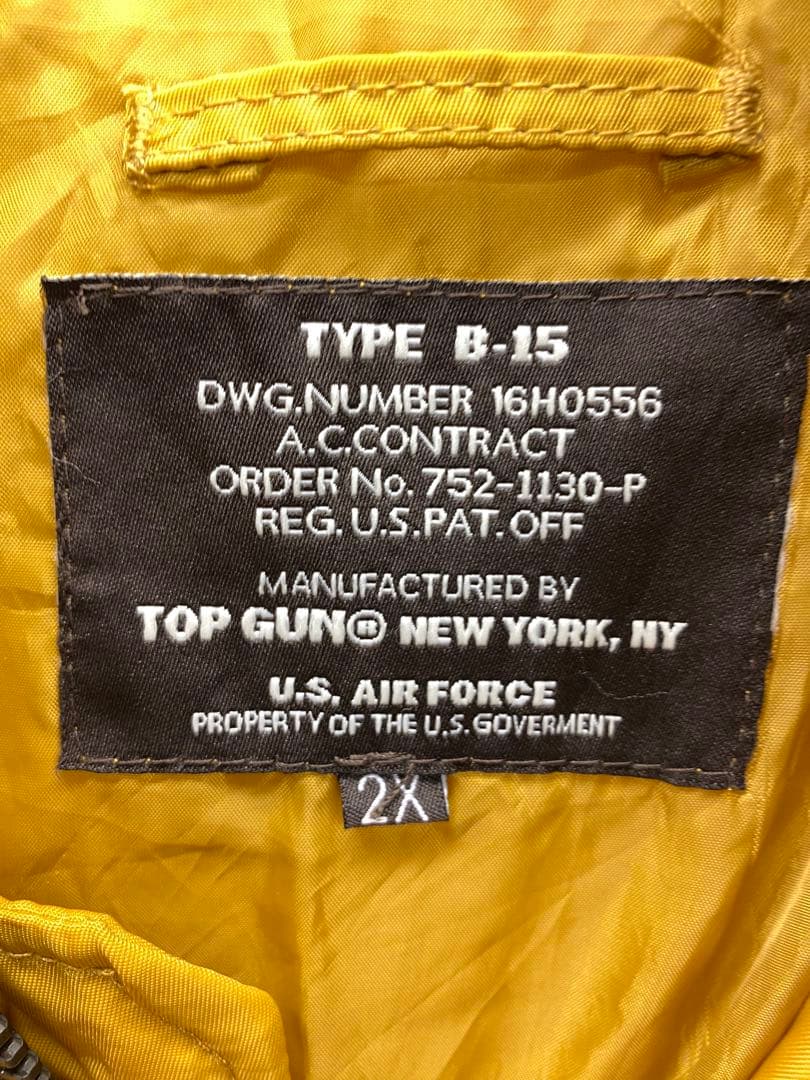 TYPE B-15
DWG.NUMBER 16H0556
A.C.CONTRACT
ORDER No. 752-1130-P
REG. U.S.PAT. OFF
MANUFACTURED BY
TOP GUN® NEW YORK, NY
U.S. AIR FORCE
PROPERTY OF THE U.S. GOVERMENT
2X